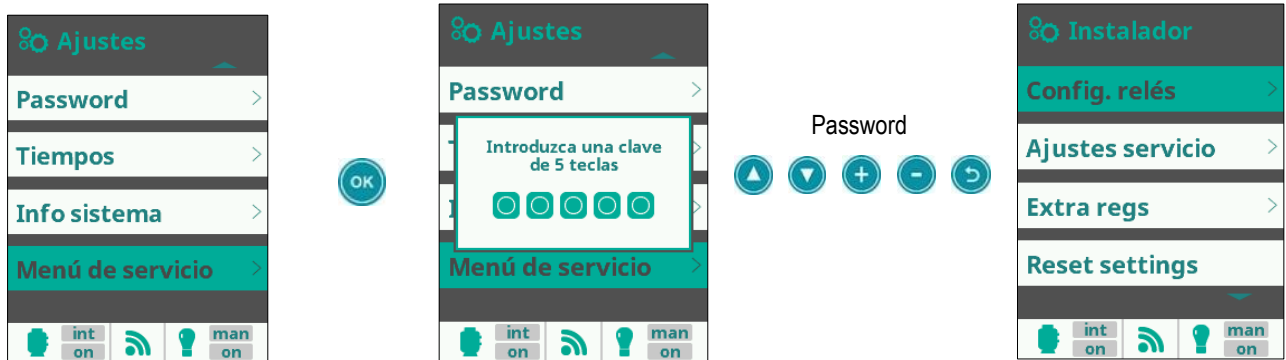 Ajustes
Password
Tiempos
Info sistema
Menú de servicio
int
on
man
on
OK
Ajustes
Password
T
Introduzca una clave
de 5 teclas
I
Menú de servicio
int
on
man
on
Password
Instalador
Config. relés
Ajustes servicio
Extra regs
Reset settings
int
on
man
on